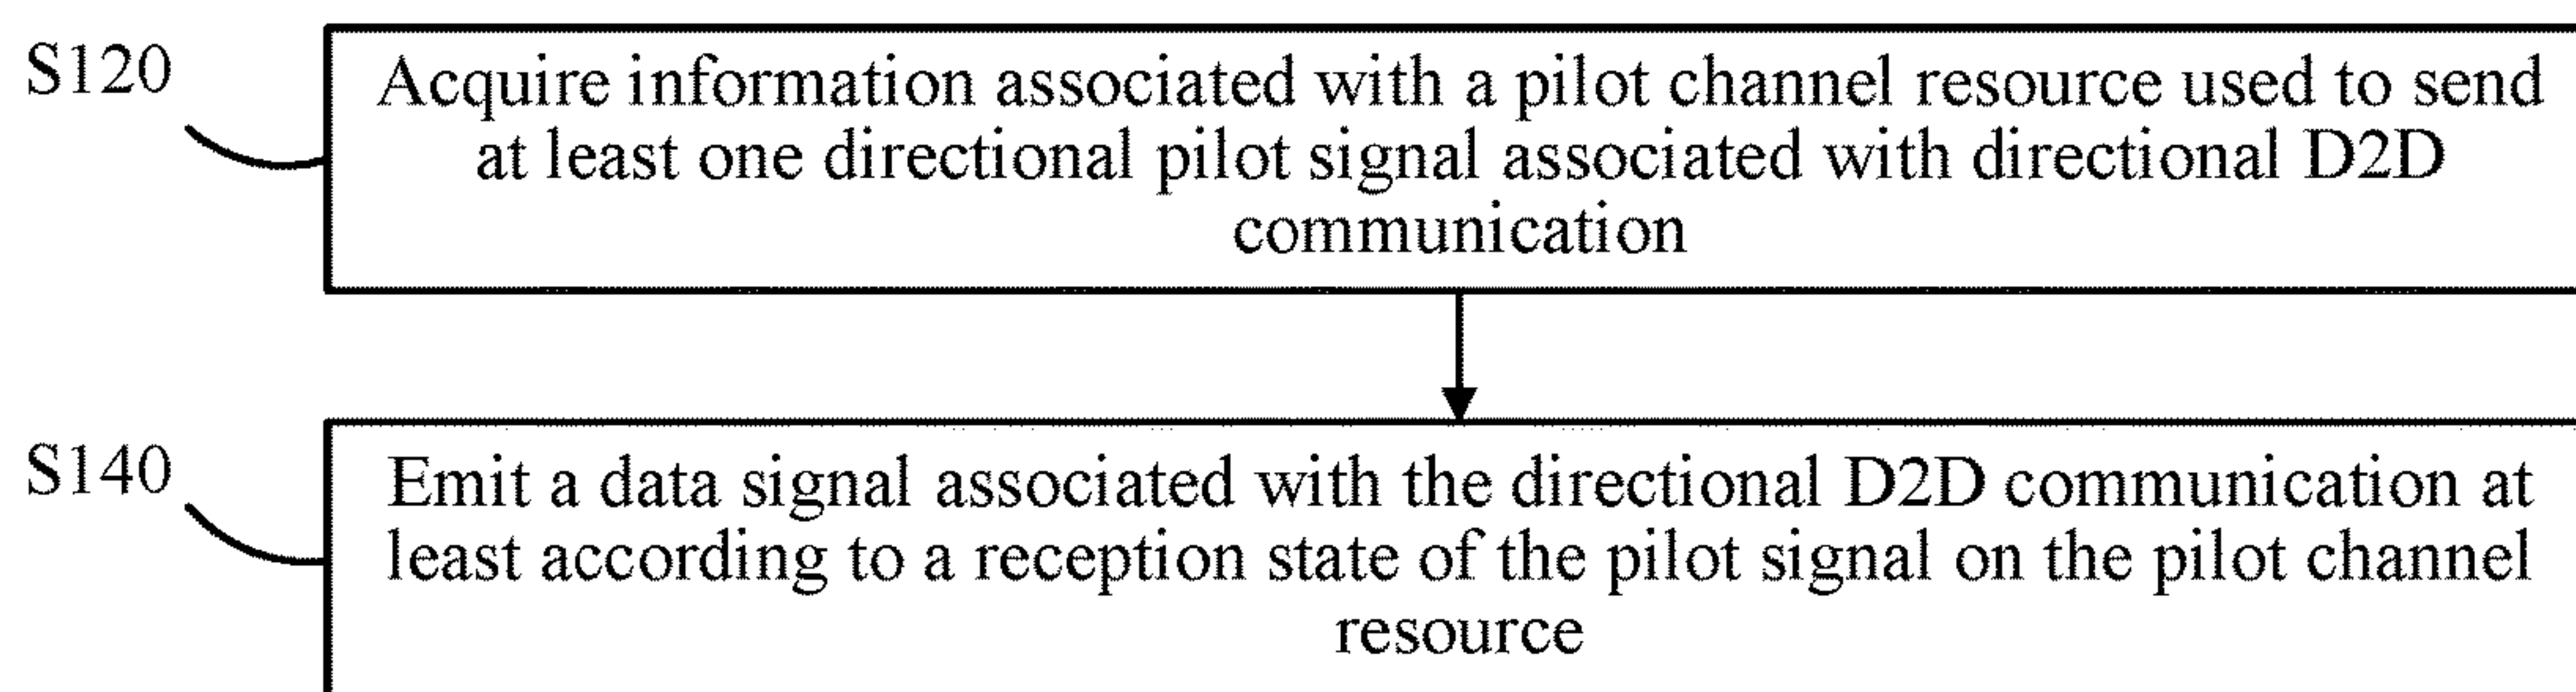 S120
Acquire information associated with a pilot channel resource used to send
at least one directional pilot signal associated with directional D2D
communication
S140
Emit a data signal associated with the directional D2D communication at
least according to a reception state of the pilot signal on the pilot channel
resource